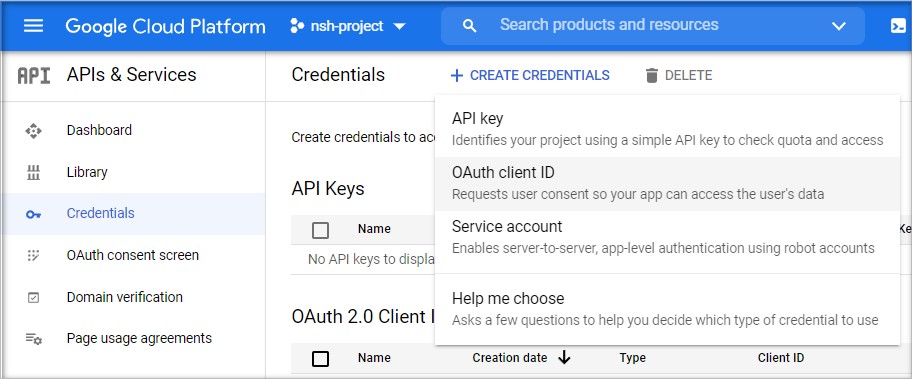 Google Cloud Platform nsh-project Search products and resources
API APIs & Services
Credentials + CREATE CREDENTIALS DELETE
Dashboard
Library
Credentials
OAuth consent screen
Domain verification
Page usage agreements
Create credentials to
API key
Identifies your project using a simple API key to check quota and access
OAuth client ID
Requests user consent so your app can access the user's data
Service account
Enables server-to-server, app-level authentication using robot accounts
Help me choose
Asks a few questions to help you decide which type of credential to use
API Keys
Name
No API keys to displa
OAuth 2.0 Client I
Name Creation date Type Client ID